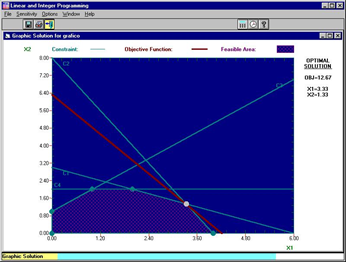 Linear and Integer Programming
File Sensitivity Options Window Help
Graphic Solution for grafico
X2 Constraint: Objective Function: Feasible Area:
8.00
7.20
6.40
5.60
4.80
4.00
3.20
2.40
1.60
0.80
0.00
C2
C3
C1
C4
0.00 1.20 2.40 3.60 4.80 6.00
X1
OPTIMAL
SOLUTION
OBJ=12.67
X1=3.33
X2=1.33
Graphic Solution